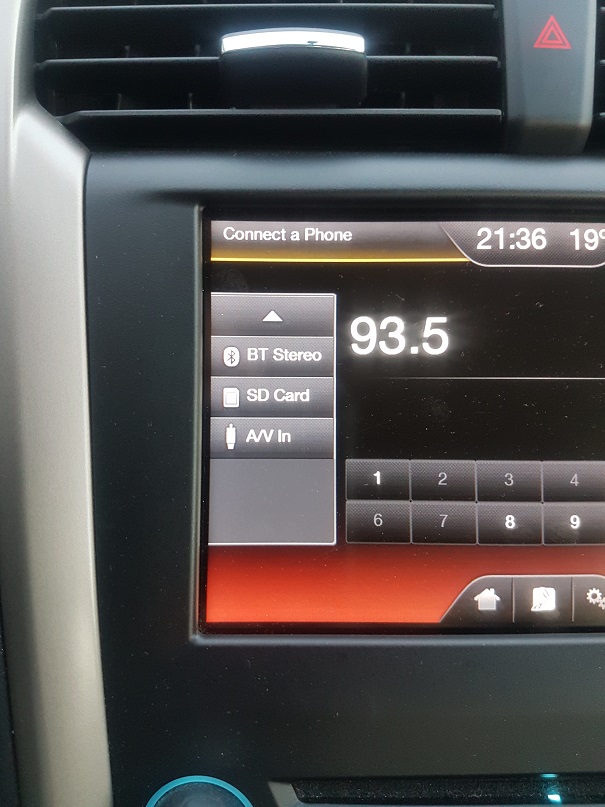 Connect a Phone 21:36 19°
93.5
BT Stereo
SD Card
A/V In
1 2 3 4
6 7 8 9